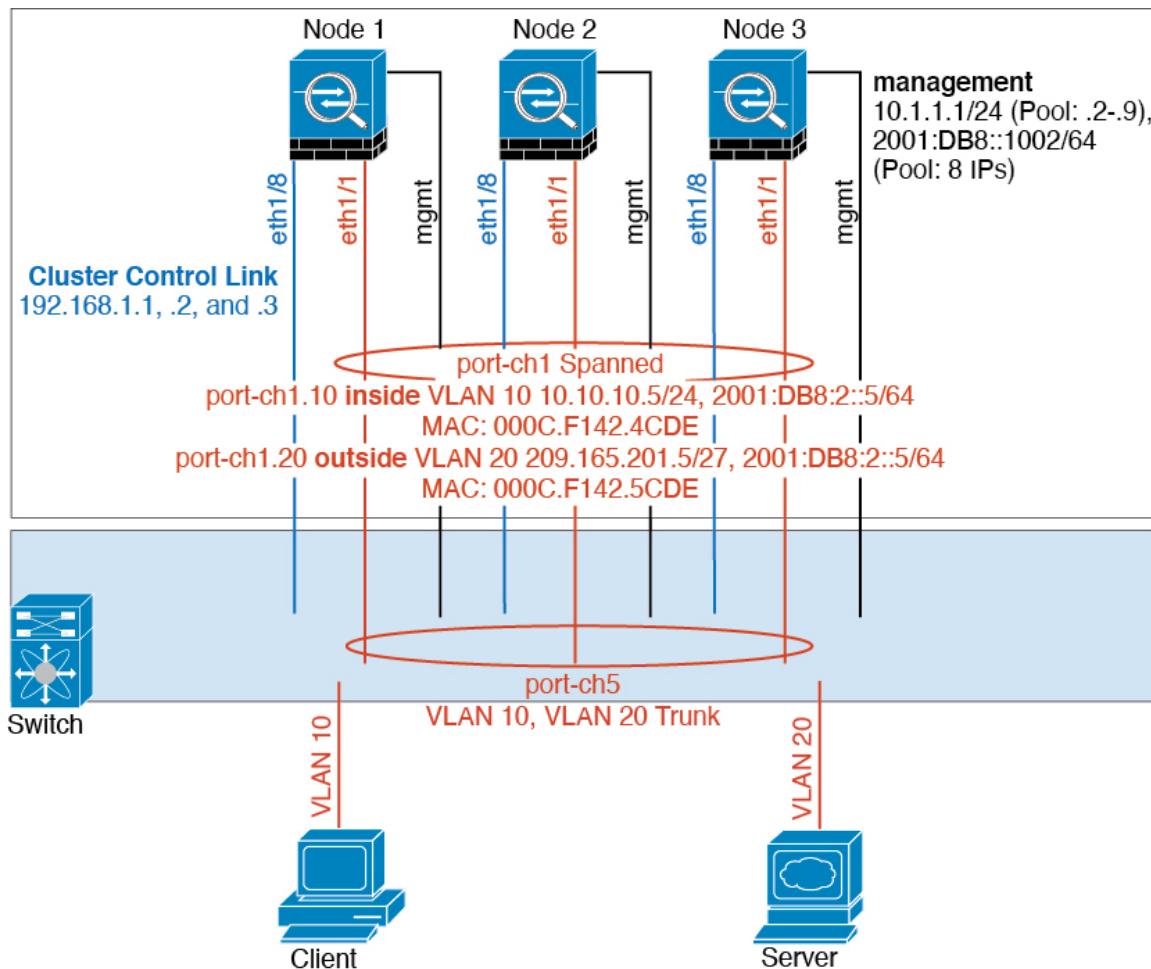 Node 1
Node 2
Node 3
management
10.1.1.1/24 (Pool: .2-.9),
2001:DB8::1002/64
(Pool: 8 IPs)
eth1/8
eth1/1
mgmt
eth1/8
eth1/1
mgmt
eth1/8
eth1/1
mgmt
Cluster Control Link
192.168.1.1, .2, and .3
port-ch1 Spanned
port-ch1.10 inside VLAN 10 10.10.10.5/24, 2001:DB8:2::5/64
MAC: 000C.F142.4CDE
port-ch1.20 outside VLAN 20 209.165.201.5/27, 2001:DB8:2::5/64
MAC: 000C.F142.5CDE
port-ch5
VLAN 10, VLAN 20 Trunk
Switch
VLAN 10
VLAN 20
Client
Server